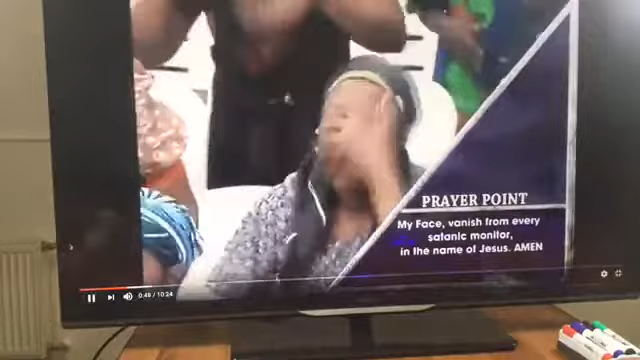 PRAYER POINT
My Face, vanish from every
satanic monitor,
in the name of Jesus. AMEN
0:48 / 10:24